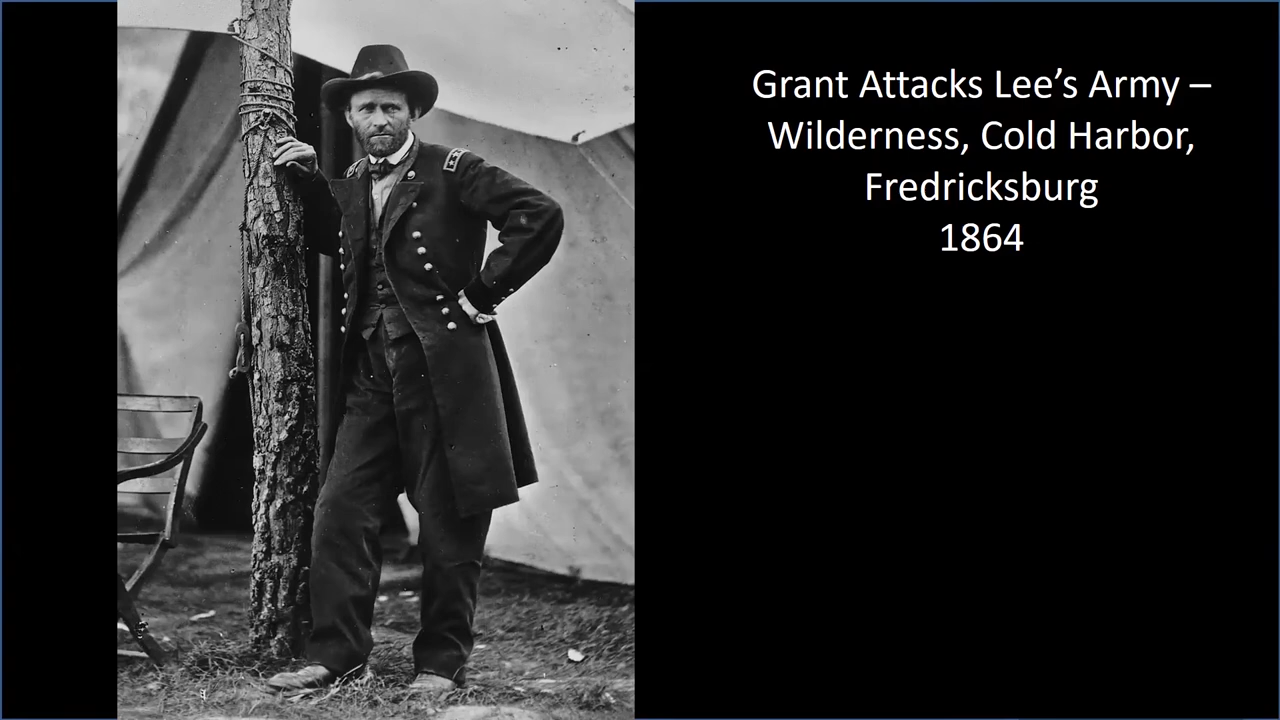 Grant Attacks Lee’s Army –
Wilderness, Cold Harbor,
Fredricksburg
1864